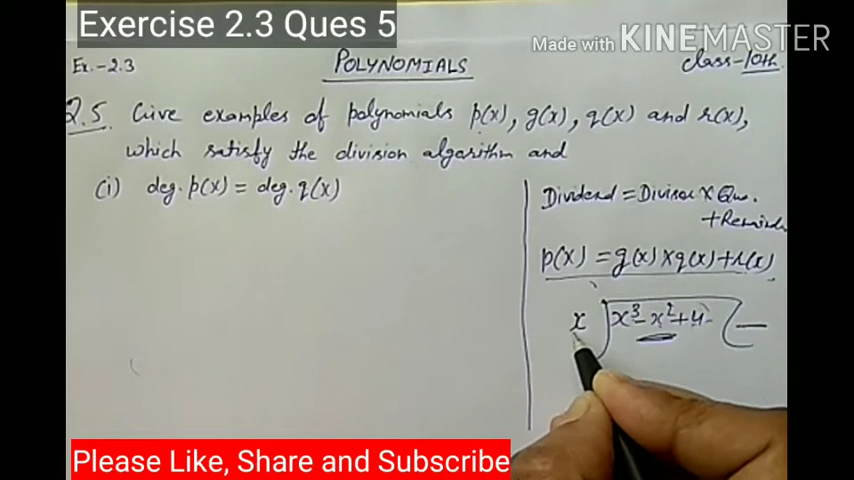 Exercise 2.3 Ques 5
Made with KINEMASTER
Ex.-2.3
POLYNOMIALS
Class-10th
Q.5. Give examples of polynomials p(x), g(x), q(x) and r(x),
which satisfy the division algorithm and
(i) deg. p(x) = deg. q(x)
Dividend = Divisor × Quo.
+ Remind
p(x) = g(x) × q(x) + r(x)
x ) x³ - x² + 4 (
Please Like, Share and Subscribe